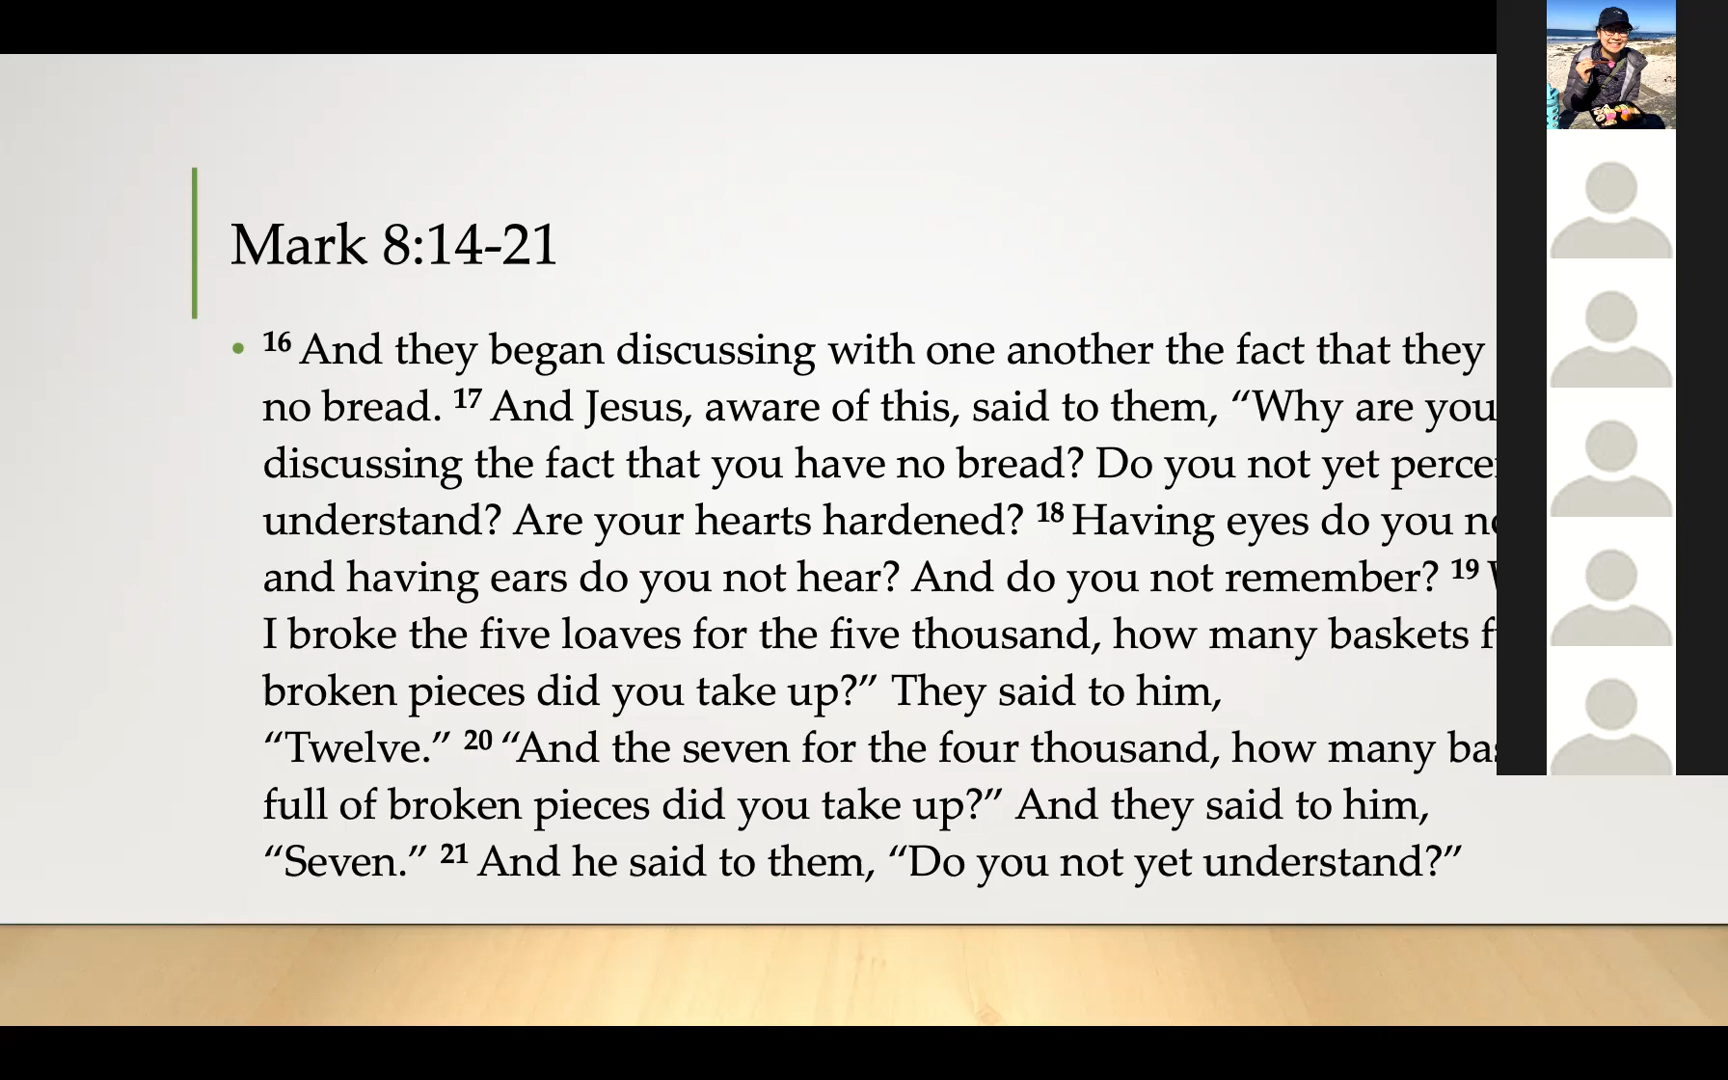 Mark 8:14-21
• 16 And they began discussing with one another the fact that they
no bread. 17 And Jesus, aware of this, said to them, “Why are you
discussing the fact that you have no bread? Do you not yet
understand? Are your hearts hardened? 18 Having eyes do you
and having ears do you not hear? And do you not remember? 19
I broke the five loaves for the five thousand, how many baskets
broken pieces did you take up?” They said to him,
“Twelve.” 20 “And the seven for the four thousand, how many
full of broken pieces did you take up?” And they said to him,
“Seven.” 21 And he said to them, “Do you not yet understand?”